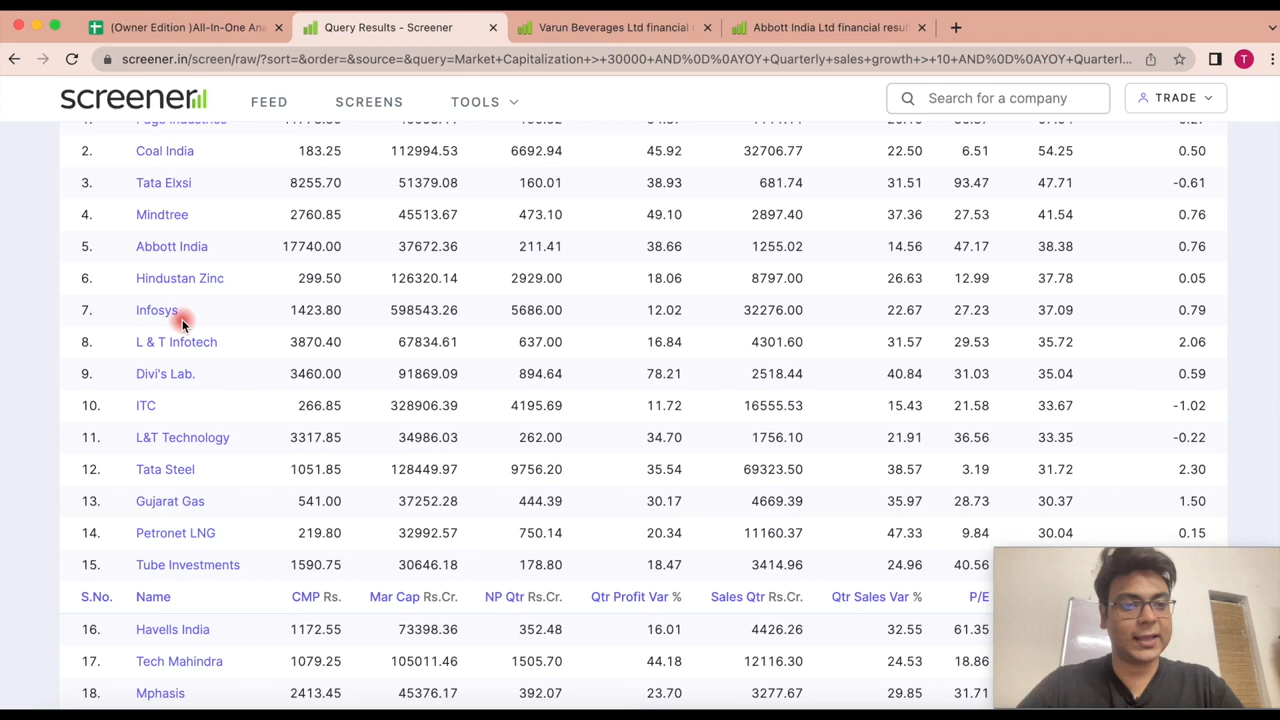 (Owner Edition )All-In-One Ana
Query Results - Screener
Varun Beverages Ltd financial r
Abbott India Ltd financial resul
screener.in/screen/raw/?sort=&order=&source=&query=Market+Capitalization+>+30000+AND%0D%0AYOY+Quarterly+sales+growth+>+10+AND%0D%0AYOY+Quarterl...
T
screener
FEED
SCREENS
TOOLS
Search for a company
TRADE
2. Coal India 183.25 112994.53 6692.94 45.92 32706.77 22.50 6.51 54.25 0.50
3. Tata Elxsi 8255.70 51379.08 160.01 38.93 681.74 31.51 93.47 47.71 -0.61
4. Mindtree 2760.85 45513.67 473.10 49.10 2897.40 37.36 27.53 41.54 0.76
5. Abbott India 17740.00 37672.36 211.41 38.66 1255.02 14.56 47.17 38.38 0.76
6. Hindustan Zinc 299.50 126320.14 2929.00 18.06 8797.00 26.63 12.99 37.78 0.05
7. Infosys 1423.80 598543.26 5686.00 12.02 32276.00 22.67 27.23 37.09 0.79
8. L & T Infotech 3870.40 67834.61 637.00 16.84 4301.60 31.57 29.53 35.72 2.06
9. Divi's Lab. 3460.00 91869.09 894.64 78.21 2518.44 40.84 31.03 35.04 0.59
10. ITC 266.85 328906.39 4195.69 11.72 16555.53 15.43 21.58 33.67 -1.02
11. L&T Technology 3317.85 34986.03 262.00 34.70 1756.10 21.91 36.56 33.35 -0.22
12. Tata Steel 1051.85 128449.97 9756.20 35.54 69323.50 38.57 3.19 31.72 2.30
13. Gujarat Gas 541.00 37252.28 444.39 30.17 4669.39 35.97 28.73 30.37 1.50
14. Petronet LNG 219.80 32992.57 750.14 20.34 11160.37 47.33 9.84 30.04 0.15
15. Tube Investments 1590.75 30646.18 178.80 18.47 3414.96 24.96 40.56
S.No. Name CMP Rs. Mar Cap Rs.Cr. NP Qtr Rs.Cr. Qtr Profit Var % Sales Qtr Rs.Cr. Qtr Sales Var % P/E
16. Havells India 1172.55 73398.36 352.48 16.01 4426.26 32.55 61.35
17. Tech Mahindra 1079.25 105011.46 1505.70 44.18 12116.30 24.53 18.86
18. Mphasis 2413.45 45376.17 392.07 23.70 3277.67 29.85 31.71